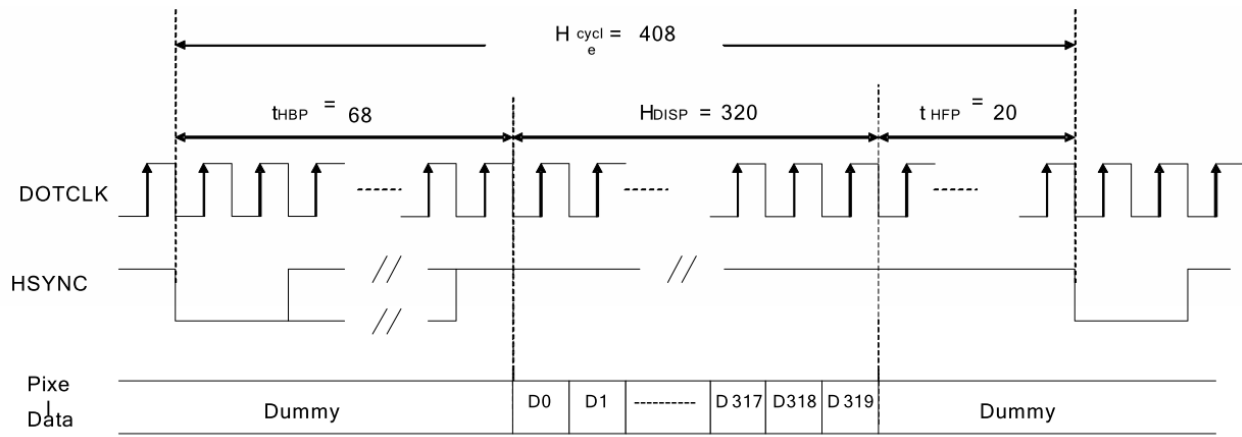 H cycl
e = 408
tHBP = 68
HDISP = 320
t HFP = 20
DOTCLK
HSYNC
Pixe
l
Data
Dummy
D0
D1
D 317
D318
D 319
Dummy